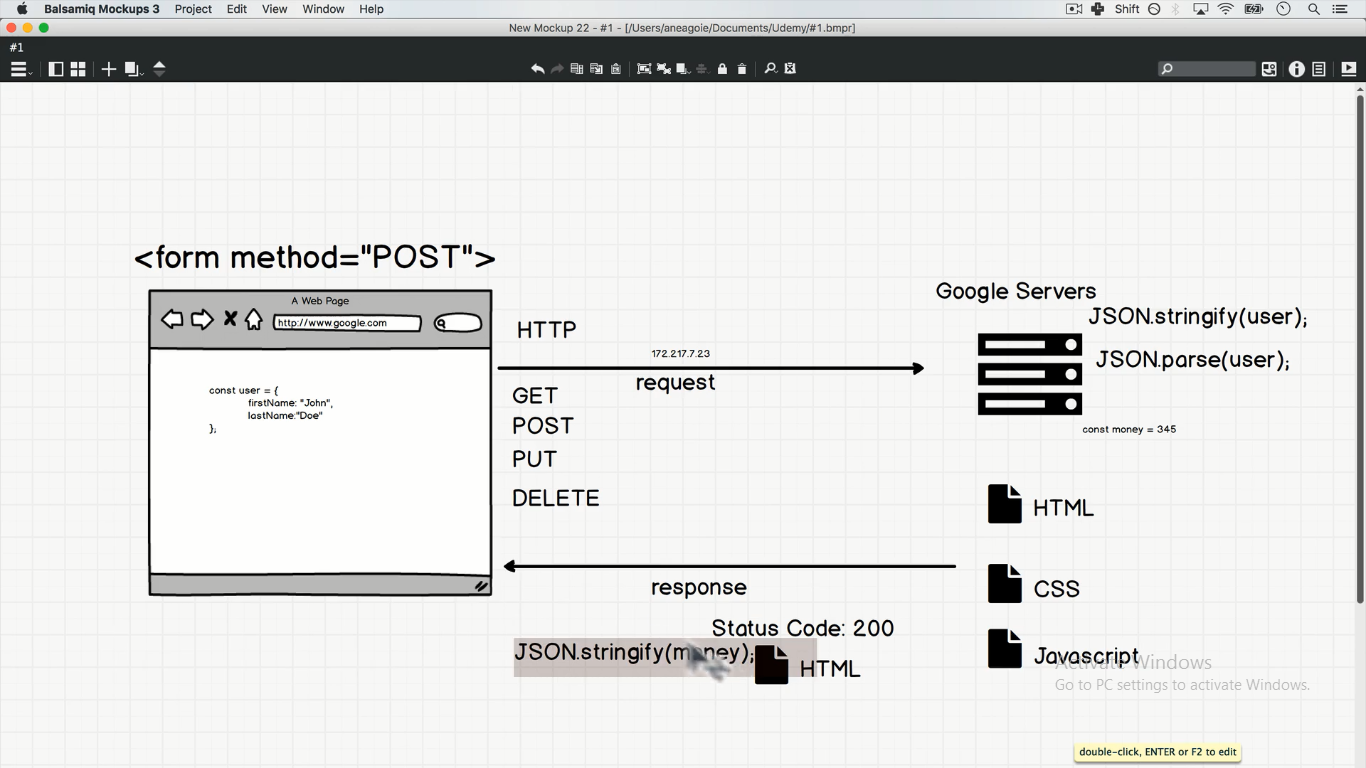 Balsamiq Mockups 3 Project Edit View Window Help Shift
New Mockup 22 - #1 - [/Users/aneagoie/Documents/Udemy/#1.bmpr]
#1
<form method="POST">
A Web Page
http://www.google.com
const user = {
firstName: "John",
lastName:"Doe"
};
HTTP
172.217.7.23
request
GET
POST
PUT
DELETE
Google Servers
JSON.stringify(user);
JSON.parse(user);
const money = 345
HTML
CSS
Javascript
response
Status Code: 200
JSON.stringify(money);
HTML
Activate Windows
Go to PC settings to activate Windows.
double-click, ENTER or F2 to edit